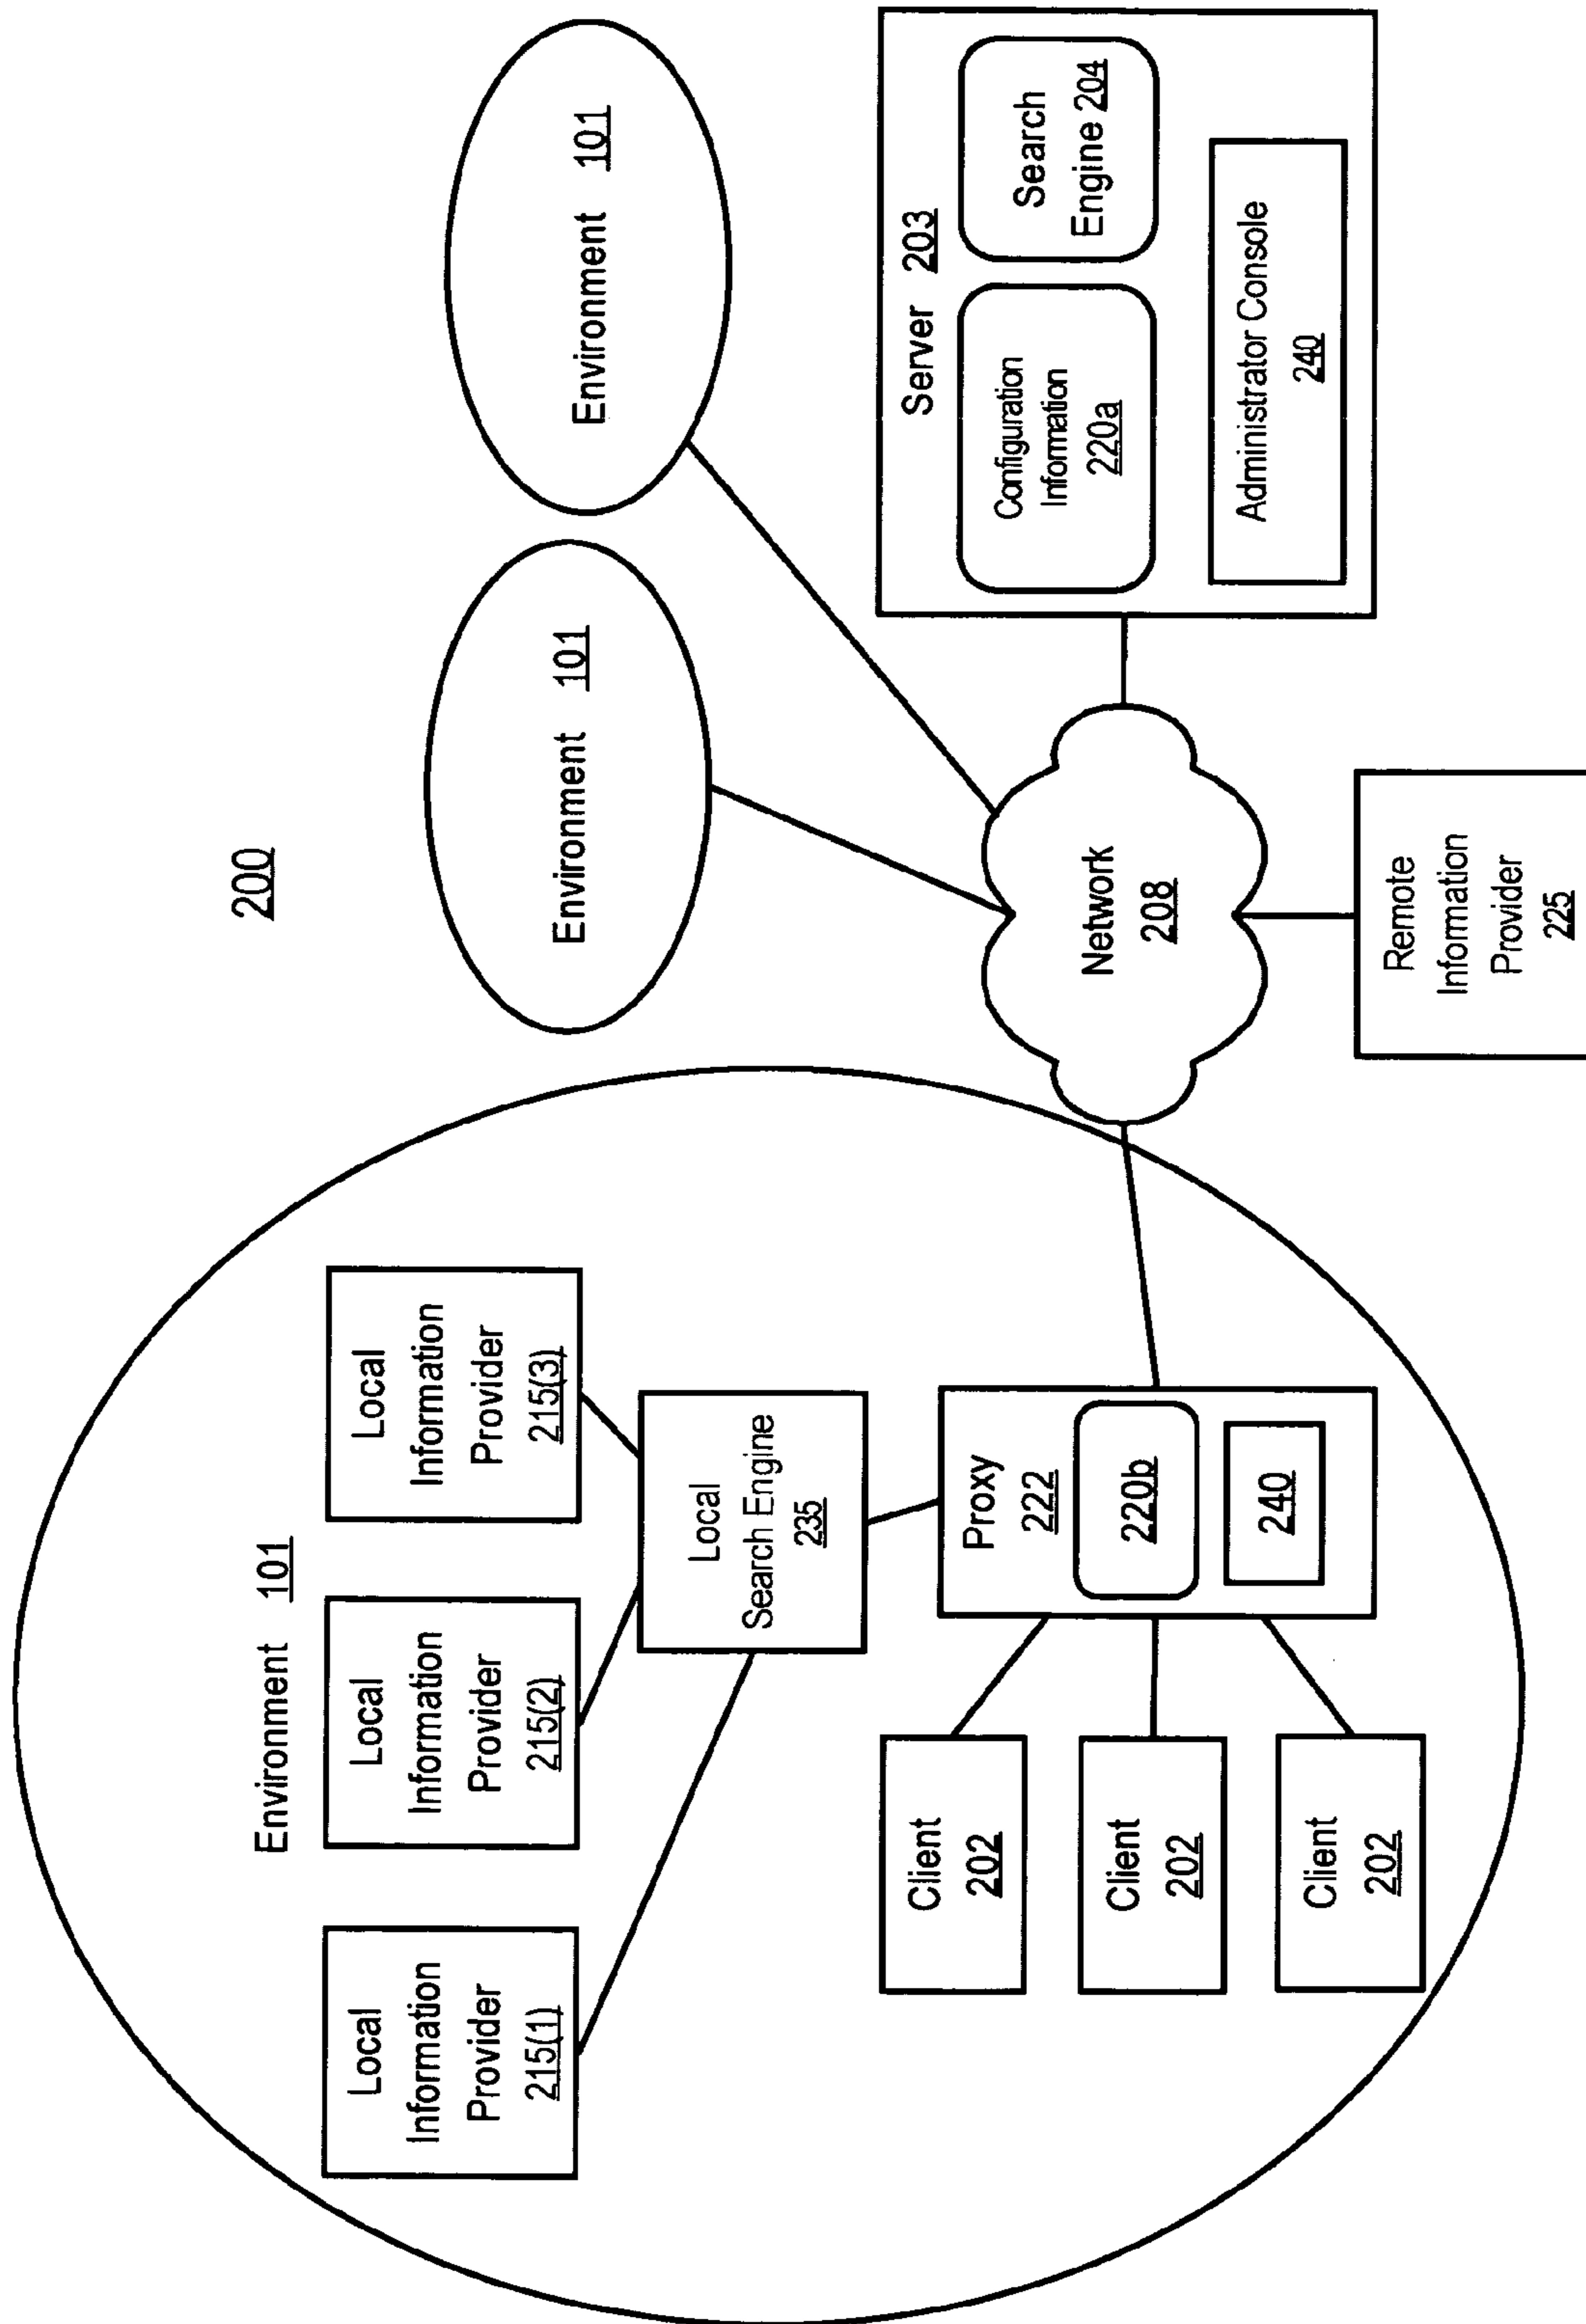 200
Environment 101
Local
Information
Provider
215(1)
Local
Information
Provider
215(2)
Local
Information
Provider
215(3)
Local
Search Engine
235
Proxy
222
220b
240
Client
202
Client
202
Client
202
Environment 101
Environment 101
Network
208
Remote
Information
Provider
225
Server 203
Configuration
Information
220a
Search
Engine 204
Administrator Console
240